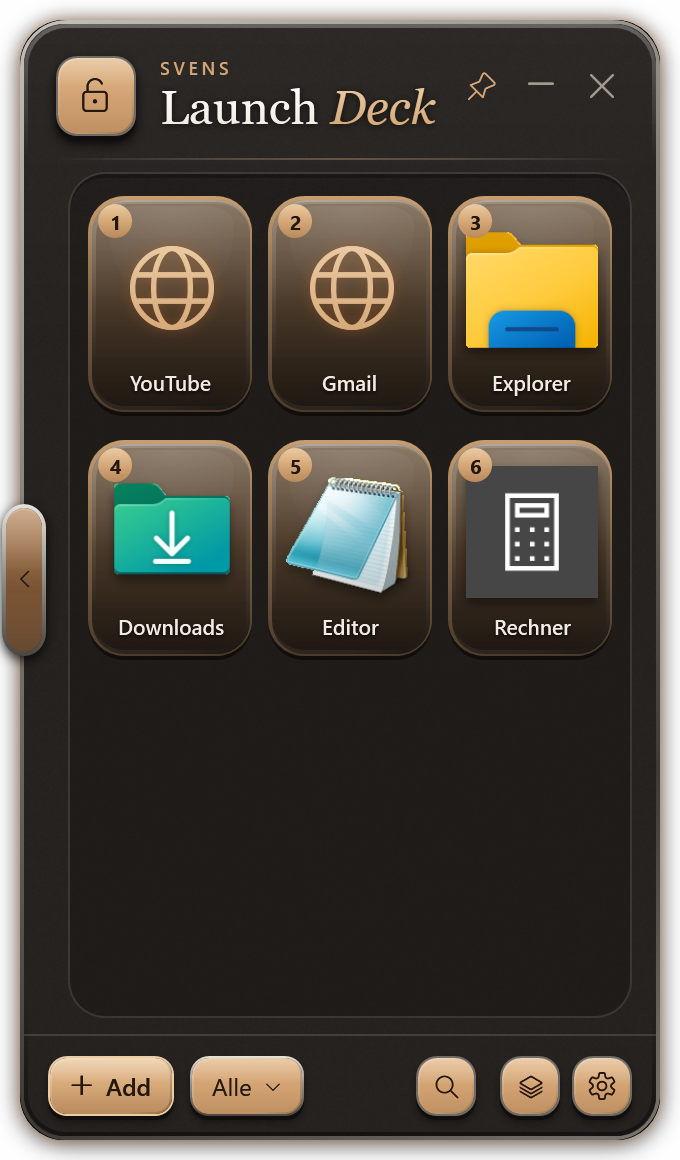 SVENS
Launch Deck
1
2
3
YouTube
Gmail
Explorer
4
5
6
Downloads
Editor
Rechner
Add
Alle